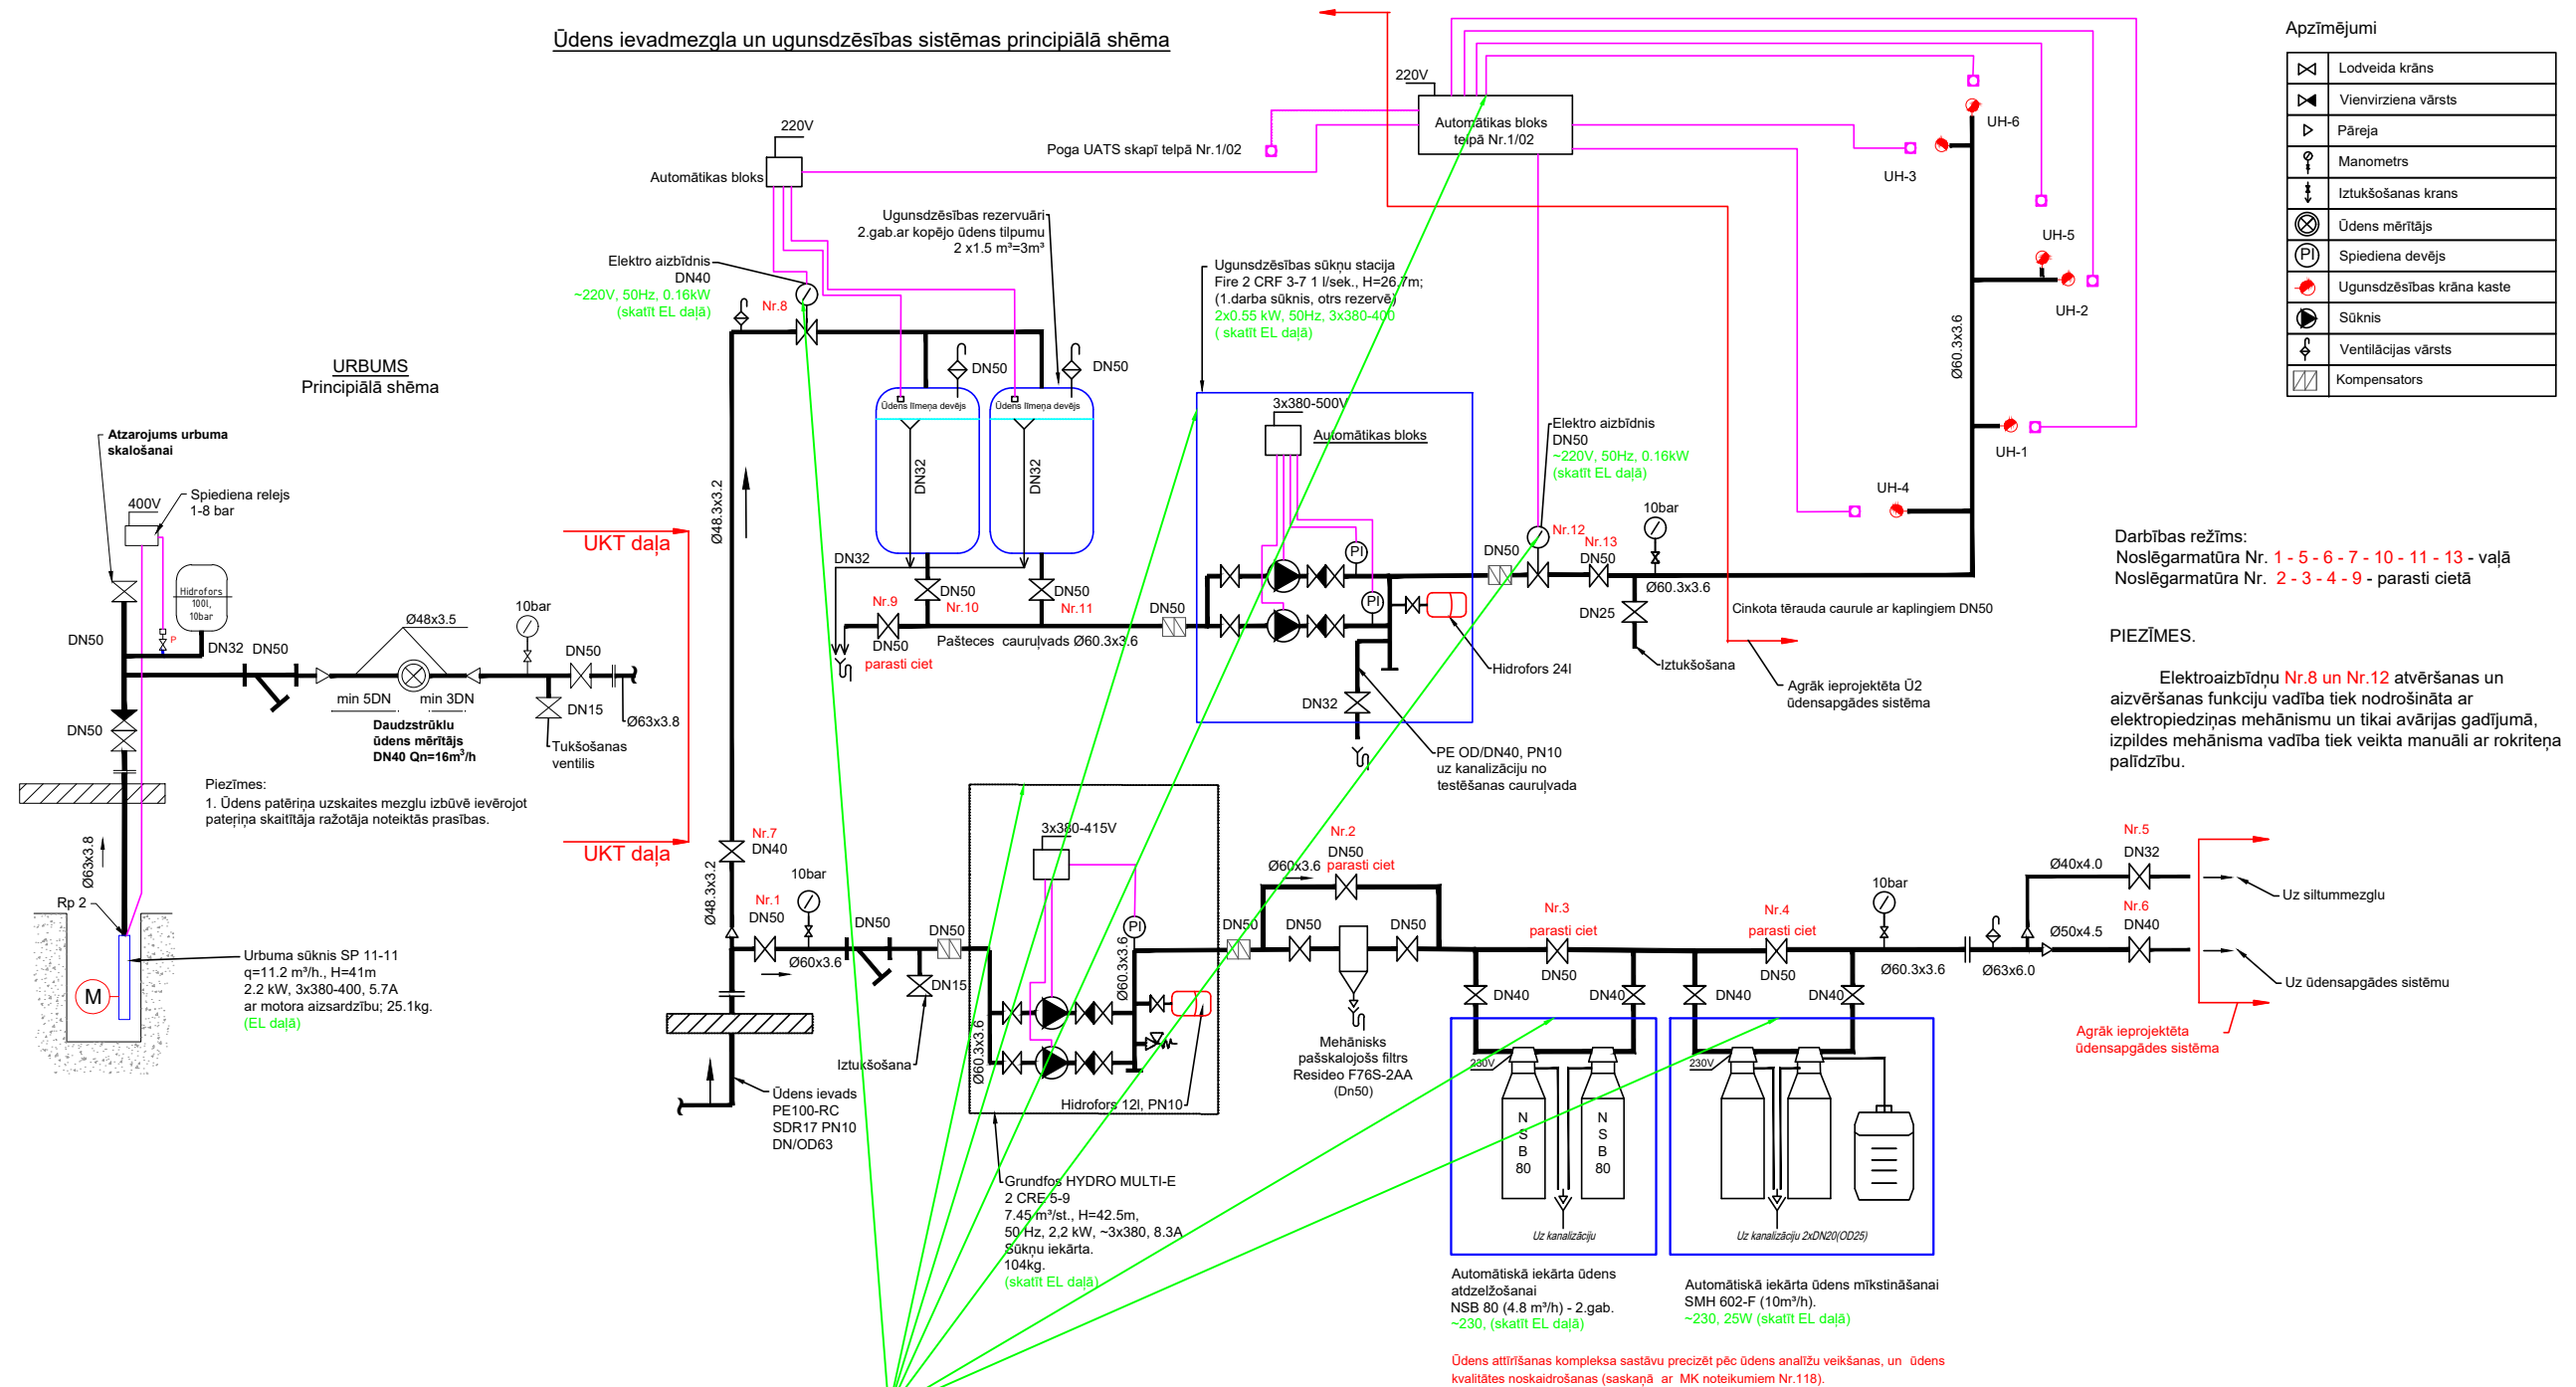 Ūdens ievadmezgla un ugunsdzēsības sistēmas principiālā shēma
Apzīmējumi
Lodveida krāns
Vienvirziena vārsts
Pāreja
Manometrs
Iztukšošanas krans
Ūdens mērītājs
PI
Spiediena devējs
Ugunsdzēsības krāna kaste
Sūknis
Ventilācijas vārsts
Kompensators
220V
Automātikas bloks
telpā Nr.1/02
Poga UATS skapī telpā Nr.1/02
UH-6
UH-3
UH-5
UH-2
UH-1
UH-4
Ø60.3x3.6
220V
Automātikas bloks
Ugunsdzēsības rezervuāri
2.gab.ar kopējo ūdens tilpumu
2 x1.5 m³=3m³
Elektro aizbīdnis
DN40
~220V, 50Hz, 0.16kW
(skatīt EL daļā)
Nr.8
DN50
DN50
Ūdens līmeņa devējs
Ūdens līmeņa devējs
DN32
DN32
Ø48.3x3.2
DN32
DN50
Nr.10
DN50
Nr.11
Nr.9
DN50
parasti ciet
Pašteces cauruļvads Ø60.3x3.6
DN50
Ugunsdzēsības sūkņu stacija
Fire 2 CRF 3-7 1 l/sek., H=26.7m;
(1.darba sūknis, otrs rezervē)
2x0.55 kW, 50Hz, 3x380-400
( skatīt EL daļā)
3x380-500V
Automātikas bloks
PI
PI
DN32
Hidrofors 24l
PE OD/DN40, PN10
uz kanalizāciju no
testēšanas cauruļvada
Elektro aizbīdnis
DN50
~220V, 50Hz, 0.16kW
(skatīt EL daļā)
DN50
Nr.12
Nr.13
DN50
10bar
Ø60.3x3.6
DN25
Iztukšošana
Cinkota tērauda caurule ar kaplingiem DN50
Agrāk ieprojektēta Ū2
ūdensapgādes sistēma
Darbības režīms:
Noslēgarmatūra Nr. 1 - 5 - 6 - 7 - 10 - 11 - 13 - vaļā
Noslēgarmatūra Nr. 2 - 3 - 4 - 9 - parasti cietā
PIEZĪMES.
Elektroaizbīdņu Nr.8 un Nr.12 atvēršanas un
aizvēršanas funkciju vadība tiek nodrošināta ar
elektropiedziņas mehānismu un tikai avārijas gadījumā,
izpildes mehānisma vadība tiek veikta manuāli ar rokriteņa
palīdzību.
URBUMS
Principiālā shēma
Atzarojums urbuma
skalošanai
Spiediena relejs
1-8 bar
400V
Hidrofors
100l,
10bar
P
DN50
DN32
DN50
Ø48x3.5
10bar
DN50
min 5DN
min 3DN
DN15
Ø63x3.8
Daudzstrūklu
ūdens mērītājs
DN40 Qn=16m³/h
Tukšošanas
ventilis
DN50
Piezīmes:
1. Ūdens patēriņa uzskaites mezglu izbūvē ievērojot
pateŗiņa skaitītāja ražotāja noteiktās prasības.
Ø63x3.8
Rp 2
M
Urbuma sūknis SP 11-11
q=11.2 m³/h., H=41m
2.2 kW, 3x380-400, 5.7A
ar motora aizsardzību; 25.1kg.
(EL daļā)
UKT daļa
UKT daļa
Nr.7
DN40
Ø48.3x3.2
Nr.1
DN50
10bar
Ø60x3.6
DN50
DN50
DN15
Iztukšošana
Ūdens ievads
PE100-RC
SDR17 PN10
DN/OD63
3x380-415V
PI
Ø60.3x3.6
Ø60.3x3.6
Hidrofors 12l, PN10
Grundfos HYDRO MULTI-E
2 CRE 5-9
7.45 m³/st., H=42.5m,
50 Hz, 2,2 kW, ~3x380, 8.3A
Sūkņu iekārta.
104kg.
(skatīt EL daļā)
DN50
Ø60x3.6
Nr.2
DN50
parasti ciet
DN50
DN50
Mehānisks
pašskalojošs filtrs
Resideo F76S-2AA
(Dn50)
Nr.3
parasti ciet
DN50
DN40
DN40
230V
N
S
B
80
N
S
B
80
Uz kanalizāciju
Automātiskā iekārta ūdens
atdzelžošanai
NSB 80 (4.8 m³/h) - 2.gab.
~230, (skatīt EL daļā)
Nr.4
parasti ciet
DN50
DN40
DN40
230V
Uz kanalizāciju 2xDN20(OD25)
Automātiskā iekārta ūdens mīkstināšanai
SMH 602-F (10m³/h).
~230, 25W (skatīt EL daļā)
10bar
Ø60.3x3.6
Ø63x6.0
Ø40x4.0
Nr.5
DN32
Uz siltummezglu
Ø50x4.5
Nr.6
DN40
Uz ūdensapgādes sistēmu
Agrāk ieprojektēta
ūdensapgādes sistēma
Ūdens attīrīšanas kompleksa sastāvu precizēt pēc ūdens analīžu veikšanas, un ūdens
kvalitātes noskaidrošanas (saskaņā ar MK noteikumiem Nr.118).